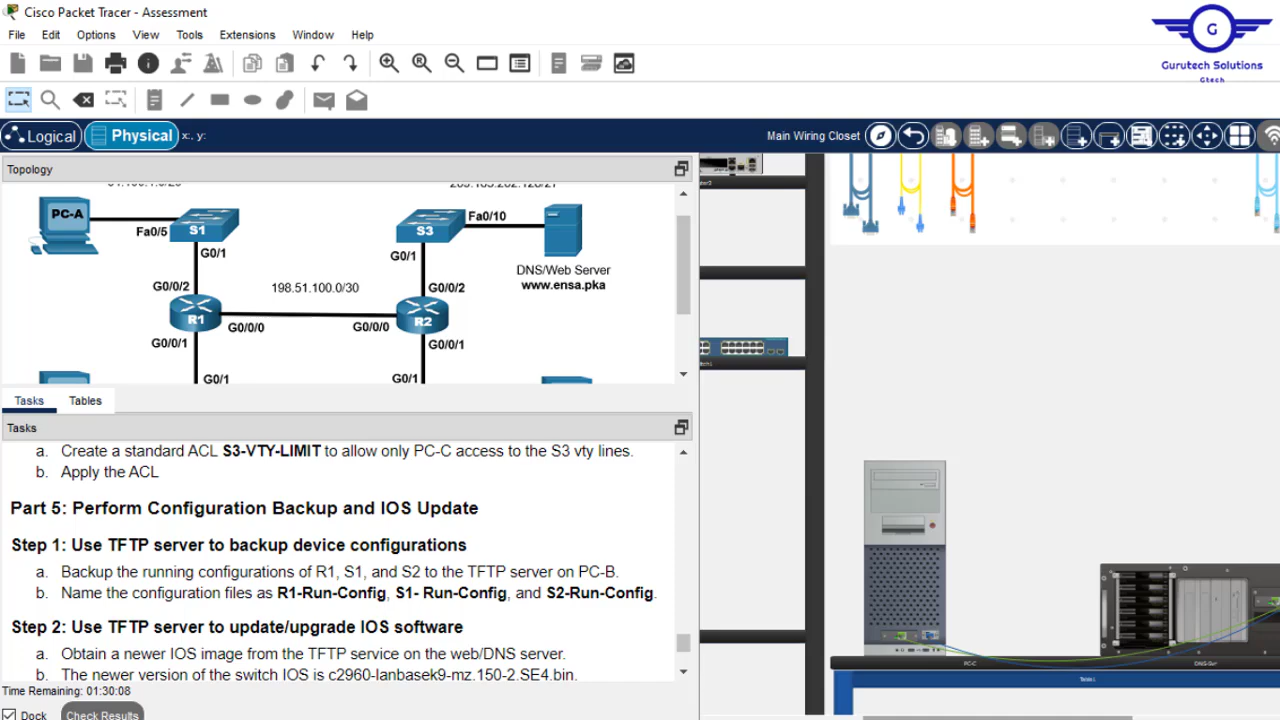 Cisco Packet Tracer - Assessment
G
Gurutech Solutions
Gtech
File Edit Options View Tools Extensions Window Help
Logical Physical x:, y: Main Wiring Closet
Topology
PC-A
Fa0/5
S1
G0/1
G0/0/2
R1
G0/0/0
G0/0/1
G0/1
198.51.100.0/30
S3
Fa0/10
G0/1
DNS/Web Server
www.ensa.pka
G0/0/2
G0/0/0
R2
G0/0/1
G0/1
Tasks Tables
Tasks
a. Create a standard ACL S3-VTY-LIMIT to allow only PC-C access to the S3 vty lines.
b. Apply the ACL
Part 5: Perform Configuration Backup and IOS Update
Step 1: Use TFTP server to backup device configurations
a. Backup the running configurations of R1, S1, and S2 to the TFTP server on PC-B.
b. Name the configuration files as R1-Run-Config, S1- Run-Config, and S2-Run-Config.
Step 2: Use TFTP server to update/upgrade IOS software
a. Obtain a newer IOS image from the TFTP service on the web/DNS server.
b. The newer version of the switch IOS is c2960-lanbasek9-mz.150-2.SE4.bin.
Time Remaining: 01:30:08
Dock Check Results
PC-C
Table1